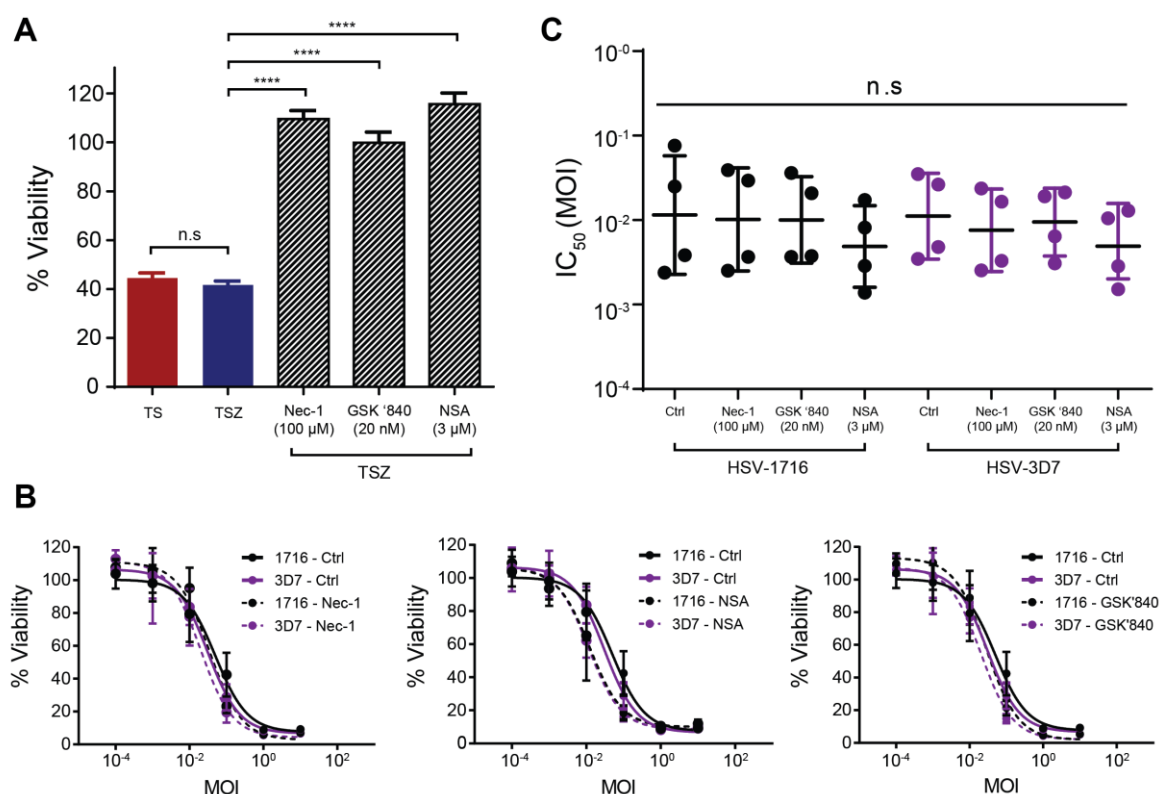 A
****
****
****
n.s
% Viability
120
100
80
60
40
20
0
TS
TSZ
Nec-1
(100 µM)
GSK ‘840
(20 nM)
NSA
(3 µM)
TSZ
C
n.s
IC50 (MOI)
10-0
10-1
10-2
10-3
10-4
Ctrl
Nec-1
(100 µM)
GSK ‘840
(20 nM)
NSA
(3 µM)
Ctrl
Nec-1
(100 µM)
GSK ‘840
(20 nM)
NSA
(3 µM)
HSV-1716
HSV-3D7
B
% Viability
120
100
80
60
40
20
0
1716 - Ctrl
3D7 - Ctrl
1716 - Nec-1
3D7 - Nec-1
10-4
10-2
100
102
MOI
% Viability
120
100
80
60
40
20
0
1716 - Ctrl
3D7 - Ctrl
1716 - NSA
3D7 - NSA
10-4
10-2
100
102
MOI
% Viability
120
100
80
60
40
20
0
1716 - Ctrl
3D7 - Ctrl
1716 - GSK'840
3D7 - GSK'840
10-4
10-2
100
102
MOI